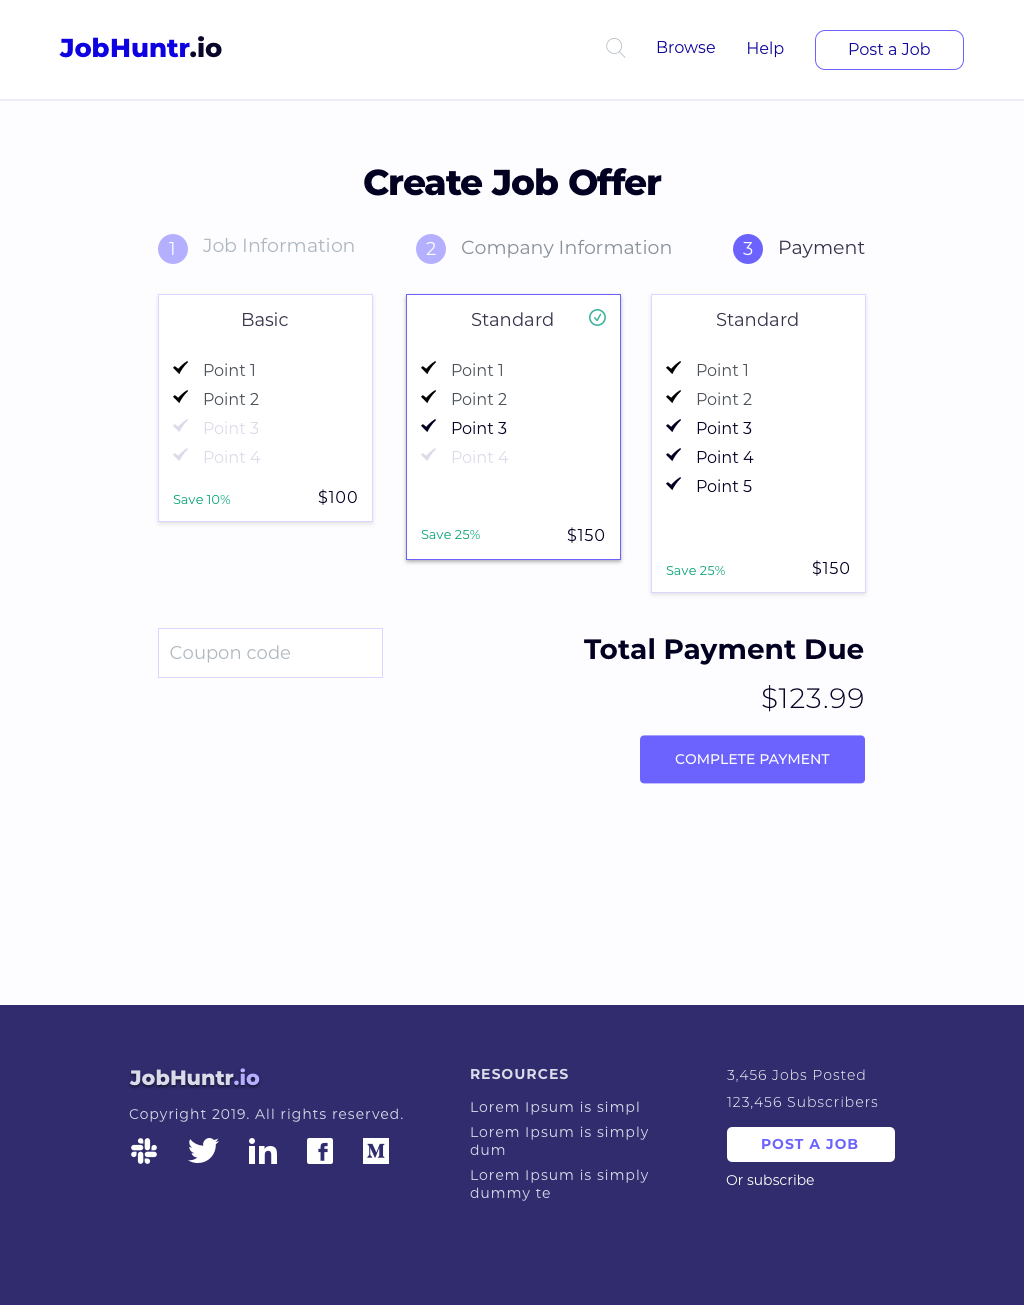 JobHuntr.io
Browse
Help
Post a Job
Create Job Offer
1 Job Information
2 Company Information
3 Payment
Basic
Point 1
Point 2
Point 3
Point 4
Save 10%
$100
Standard
Point 1
Point 2
Point 3
Point 4
Save 25%
$150
Standard
Point 1
Point 2
Point 3
Point 4
Point 5
Save 25%
$150
Coupon code
Total Payment Due
$123.99
COMPLETE PAYMENT
JobHuntr.io
Copyright 2019. All rights reserved.
RESOURCES
Lorem Ipsum is simpl
Lorem Ipsum is simply
dum
Lorem Ipsum is simply
dummy te
3,456 Jobs Posted
123,456 Subscribers
POST A JOB
Or subscribe